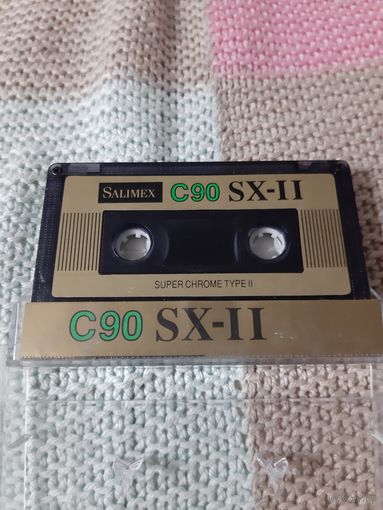 SALIMEX C90 SX-II
SUPER CHROME TYPE II
C90 SX-II